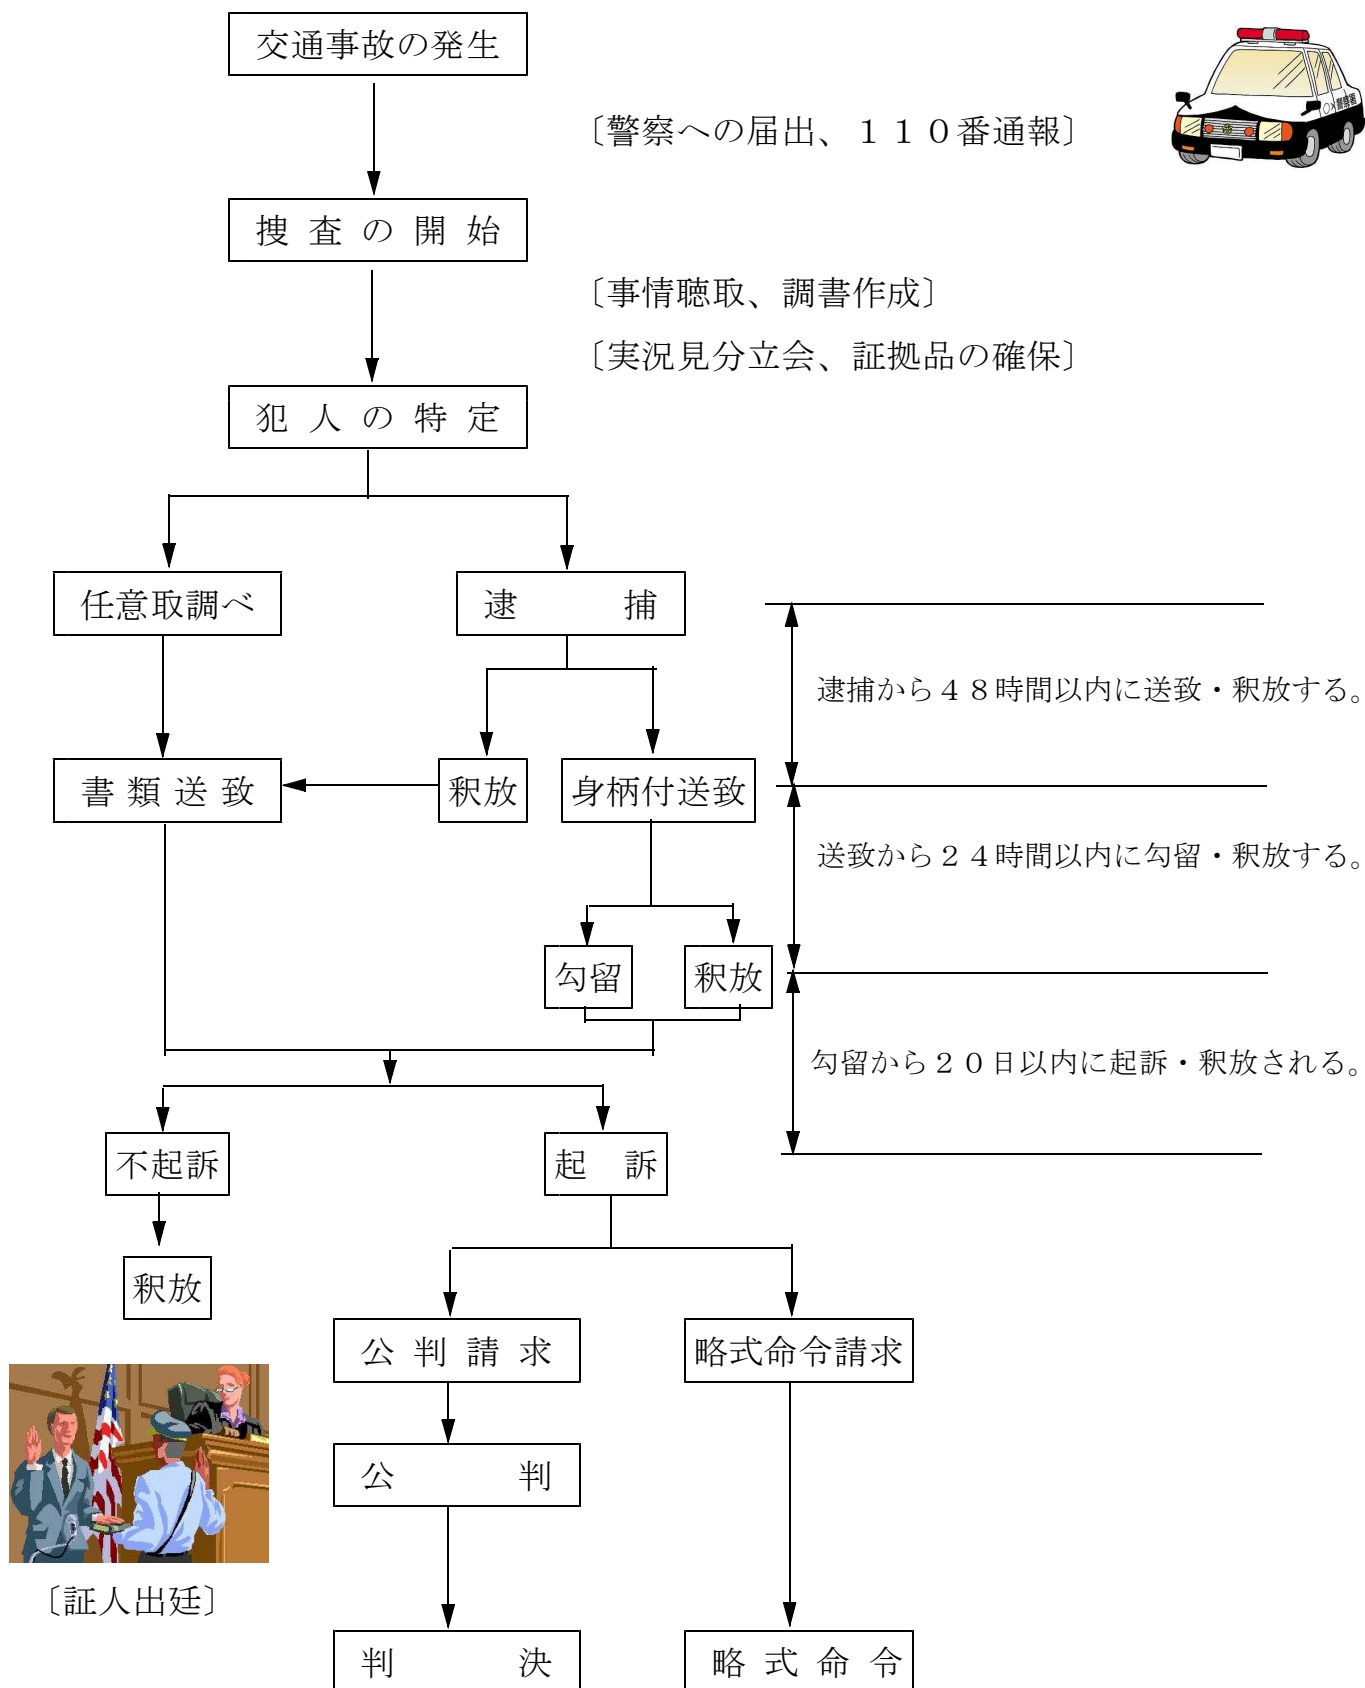 交通事故の発生
〔警察への届出、１１０番通報〕
○×警察署
捜査の開始
〔事情聴取、調書作成〕
〔実況見分立会、証拠品の確保〕
犯人の特定
任意取調べ
逮捕
逮捕から４８時間以内に送致・釈放する。
書類送致
釈放
身柄付送致
送致から２４時間以内に勾留・釈放する。
勾留
釈放
勾留から２０日以内に起訴・釈放される。
不起訴
起訴
釈放
公判請求
略式命令請求
公判
〔証人出廷〕
判決
略式命令